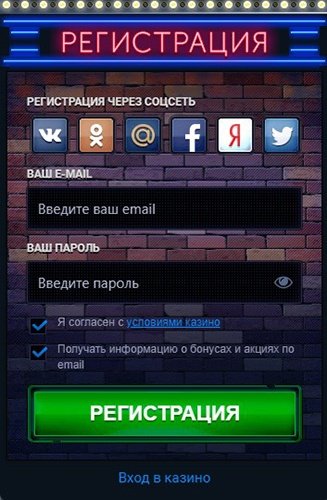 РЕГИСТРАЦИЯ
РЕГИСТРАЦИЯ ЧЕРЕЗ СОЦСЕТЬ
@ f Я
ВАШ E-MAIL
Введите ваш email
ВАШ ПАРОЛЬ
Введите пароль
Я согласен с условиями казино
Получать информацию о бонусах и акциях по
email
РЕГИСТРАЦИЯ
Вход в казино